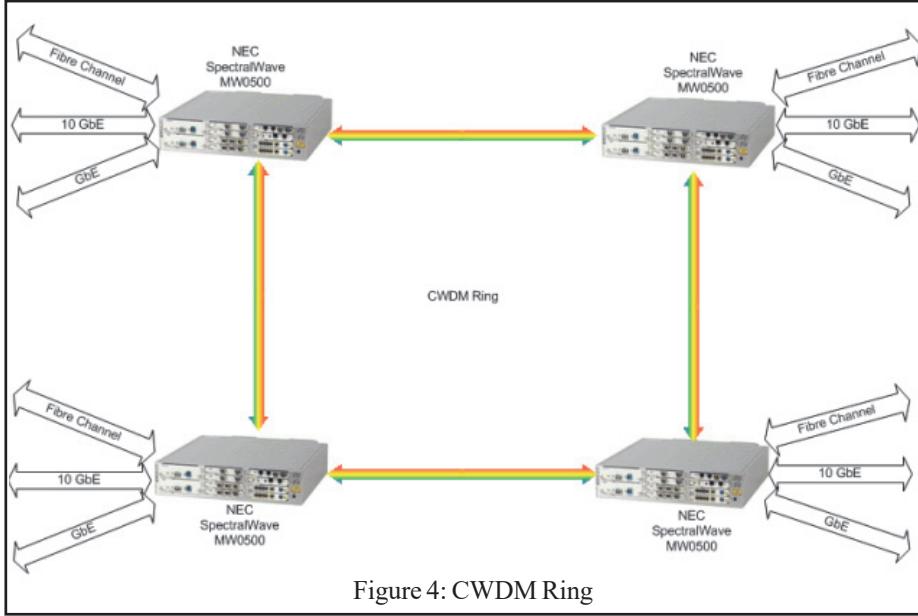 NEC
SpectralWave
MW0500
NEC
SpectralWave
MW0500
Fibre Channel
10 GbE
GbE
Fibre Channel
10 GbE
GbE
CWDM Ring
Fibre Channel
10 GbE
GbE
Fibre Channel
10 GbE
GbE
NEC
SpectralWave
MW0500
NEC
SpectralWave
MW0500
Figure 4: CWDM Ring